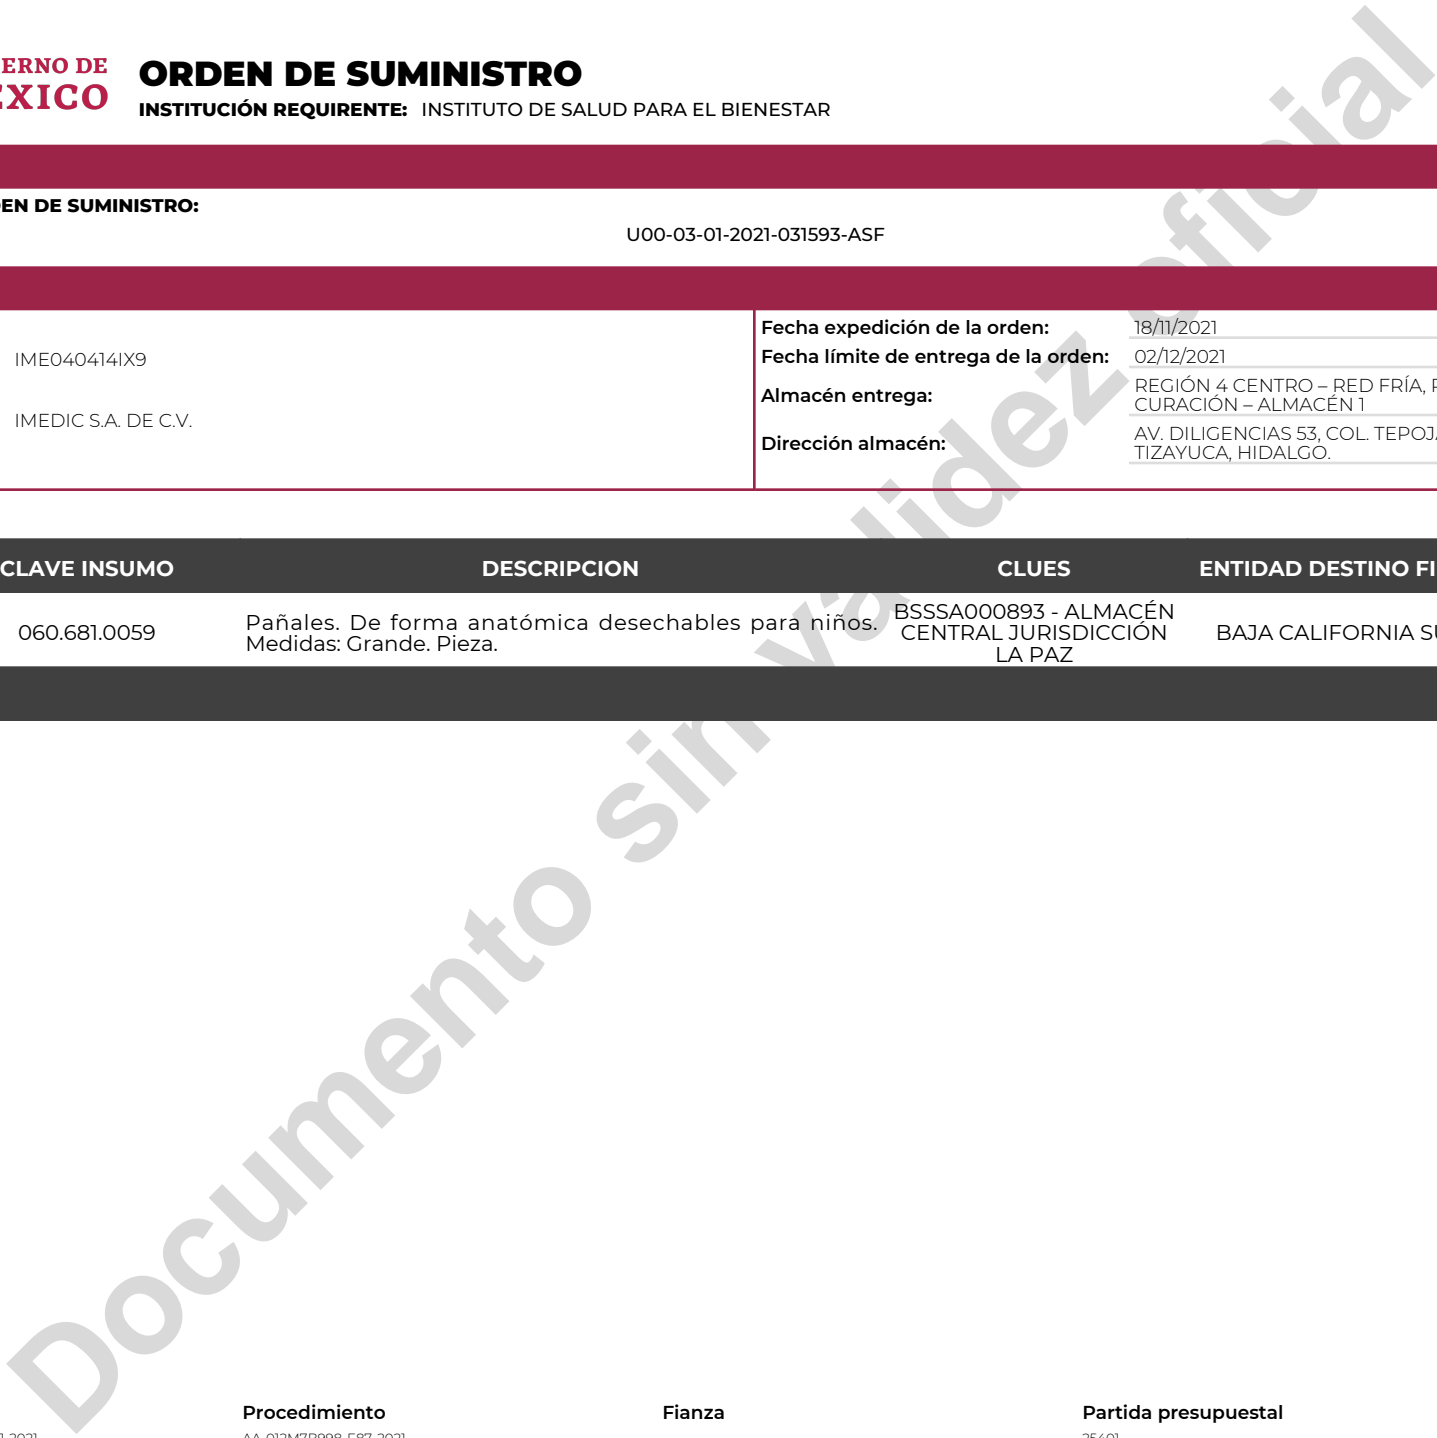 ERNO DE
ÉXICO
ORDEN DE SUMINISTRO
INSTITUCIÓN REQUIRENTE: INSTITUTO DE SALUD PARA EL BIENESTAR
EN DE SUMINISTRO:
U00-03-01-2021-031593-ASF
IME040414IX9
IMEDIC S.A. DE C.V.
Fecha expedición de la orden: 18/11/2021
Fecha límite de entrega de la orden: 02/12/2021
Almacén entrega: REGIÓN 4 CENTRO – RED FRÍA,
CURACIÓN – ALMACÉN 1
Dirección almacén: AV. DILIGENCIAS 53, COL. TEPOJ
TIZAYUCA, HIDALGO.
CLAVE INSUMO DESCRIPCION CLUES ENTIDAD DESTINO FI
060.681.0059 Pañales. De forma anatómica desechables para niños.
Medidas: Grande. Pieza.
BSSSA000893 - ALMACÉN
CENTRAL JURISDICCIÓN
LA PAZ
BAJA CALIFORNIA SU
Documento sin validez oficial
Procedimiento Fianza Partida presupuestal